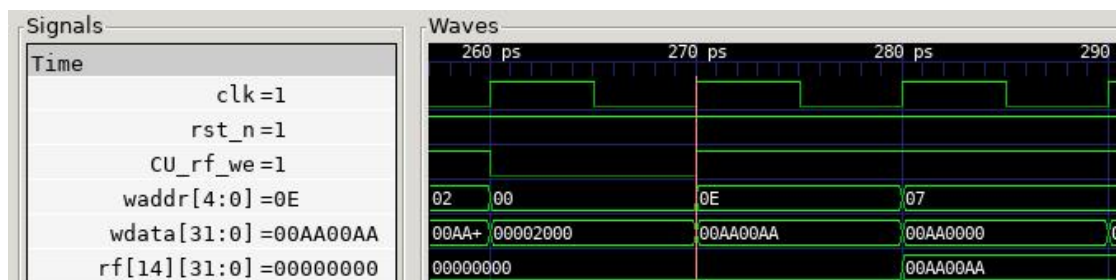 Signals
Waves
260 ps 270 ps 280 ps 290
Time
clk =1
rst_n =1
CU_rf_we =1
waddr[4:0] =0E 02 00 0E 07
wdata[31:0] =00AA00AA 00AA+ 00002000 00AA00AA 00AA0000
rf[14][31:0] =00000000 00000000 00AA00AA